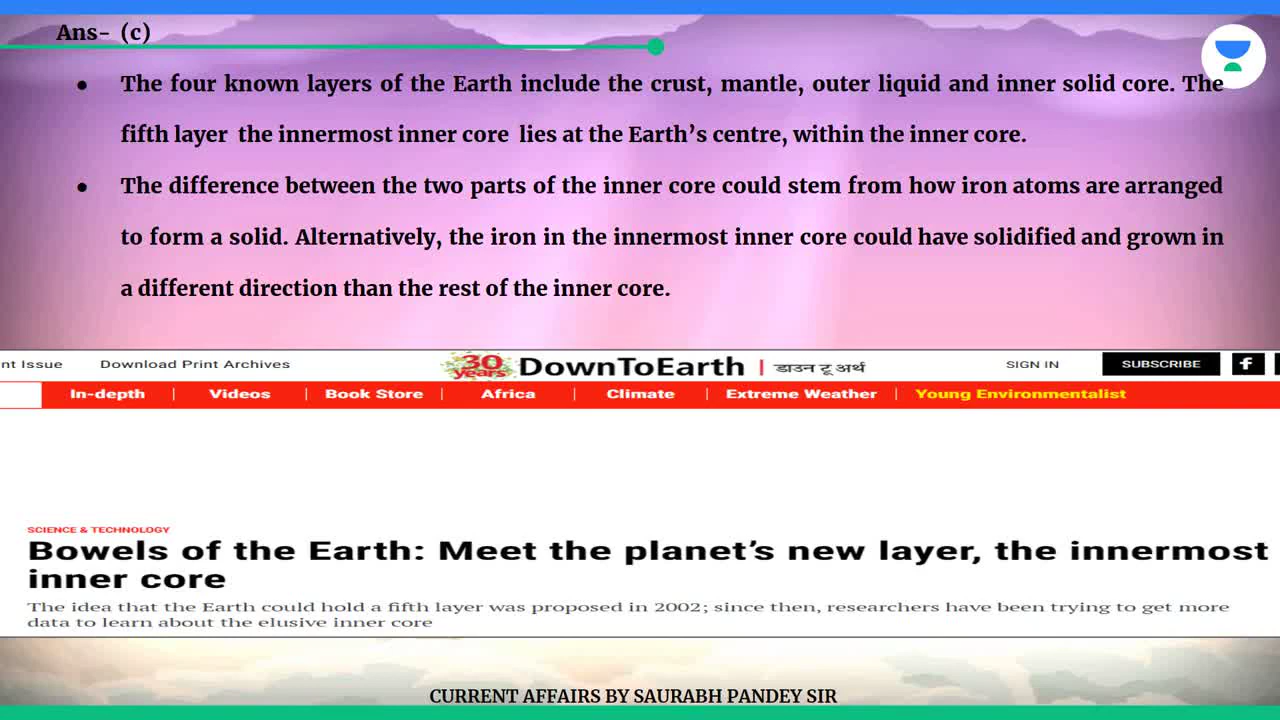 Ans- (c)
● The four known layers of the Earth include the crust, mantle, outer liquid and inner solid core. The
fifth layer the innermost inner core lies at the Earth’s centre, within the inner core.
● The difference between the two parts of the inner core could stem from how iron atoms are arranged
to form a solid. Alternatively, the iron in the innermost inner core could have solidified and grown in
a different direction than the rest of the inner core.
nt Issue Download Print Archives 30 years DownToEarth | डाउन टू अर्थ SIGN IN SUBSCRIBE f
In-depth | Videos | Book Store | Africa | Climate | Extreme Weather | Young Environmentalist
SCIENCE & TECHNOLOGY
Bowels of the Earth: Meet the planet’s new layer, the innermost
inner core
The idea that the Earth could hold a fifth layer was proposed in 2002; since then, researchers have been trying to get more
data to learn about the elusive inner core
CURRENT AFFAIRS BY SAURABH PANDEY SIR